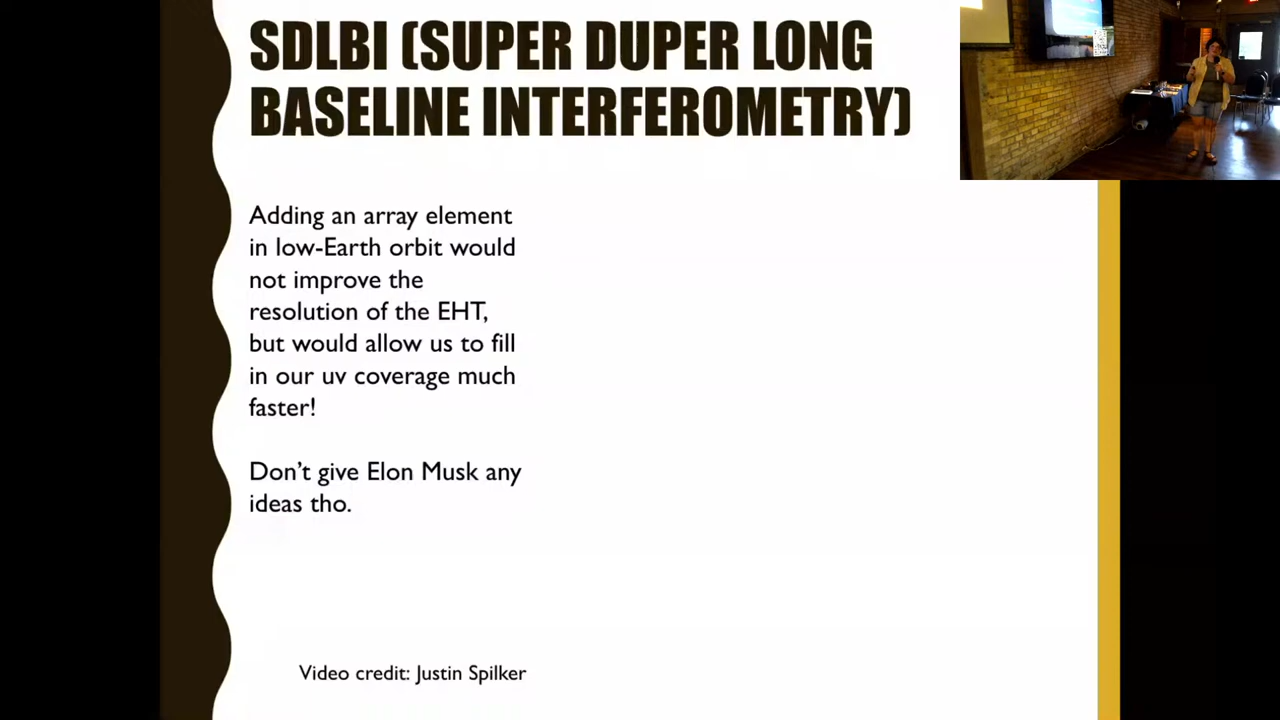 SDLBI (SUPER DUPER LONG
BASELINE INTERFEROMETRY)
Adding an array element
in low-Earth orbit would
not improve the
resolution of the EHT,
but would allow us to fill
in our uv coverage much
faster!
Don’t give Elon Musk any
ideas tho.
Video credit: Justin Spilker